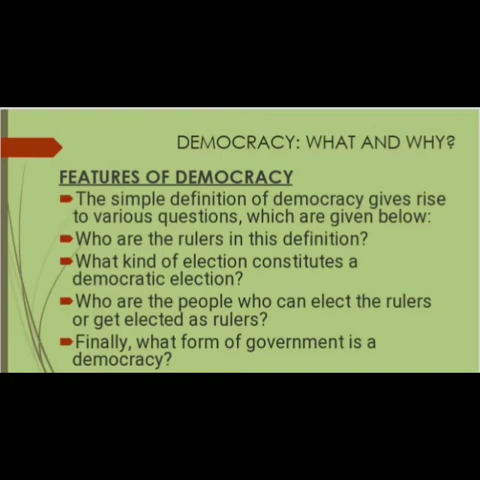 DEMOCRACY: WHAT AND WHY?
FEATURES OF DEMOCRACY
The simple definition of democracy gives rise
to various questions, which are given below:
Who are the rulers in this definition?
What kind of election constitutes a
democratic election?
Who are the people who can elect the rulers
or get elected as rulers?
Finally, what form of government is a
democracy?